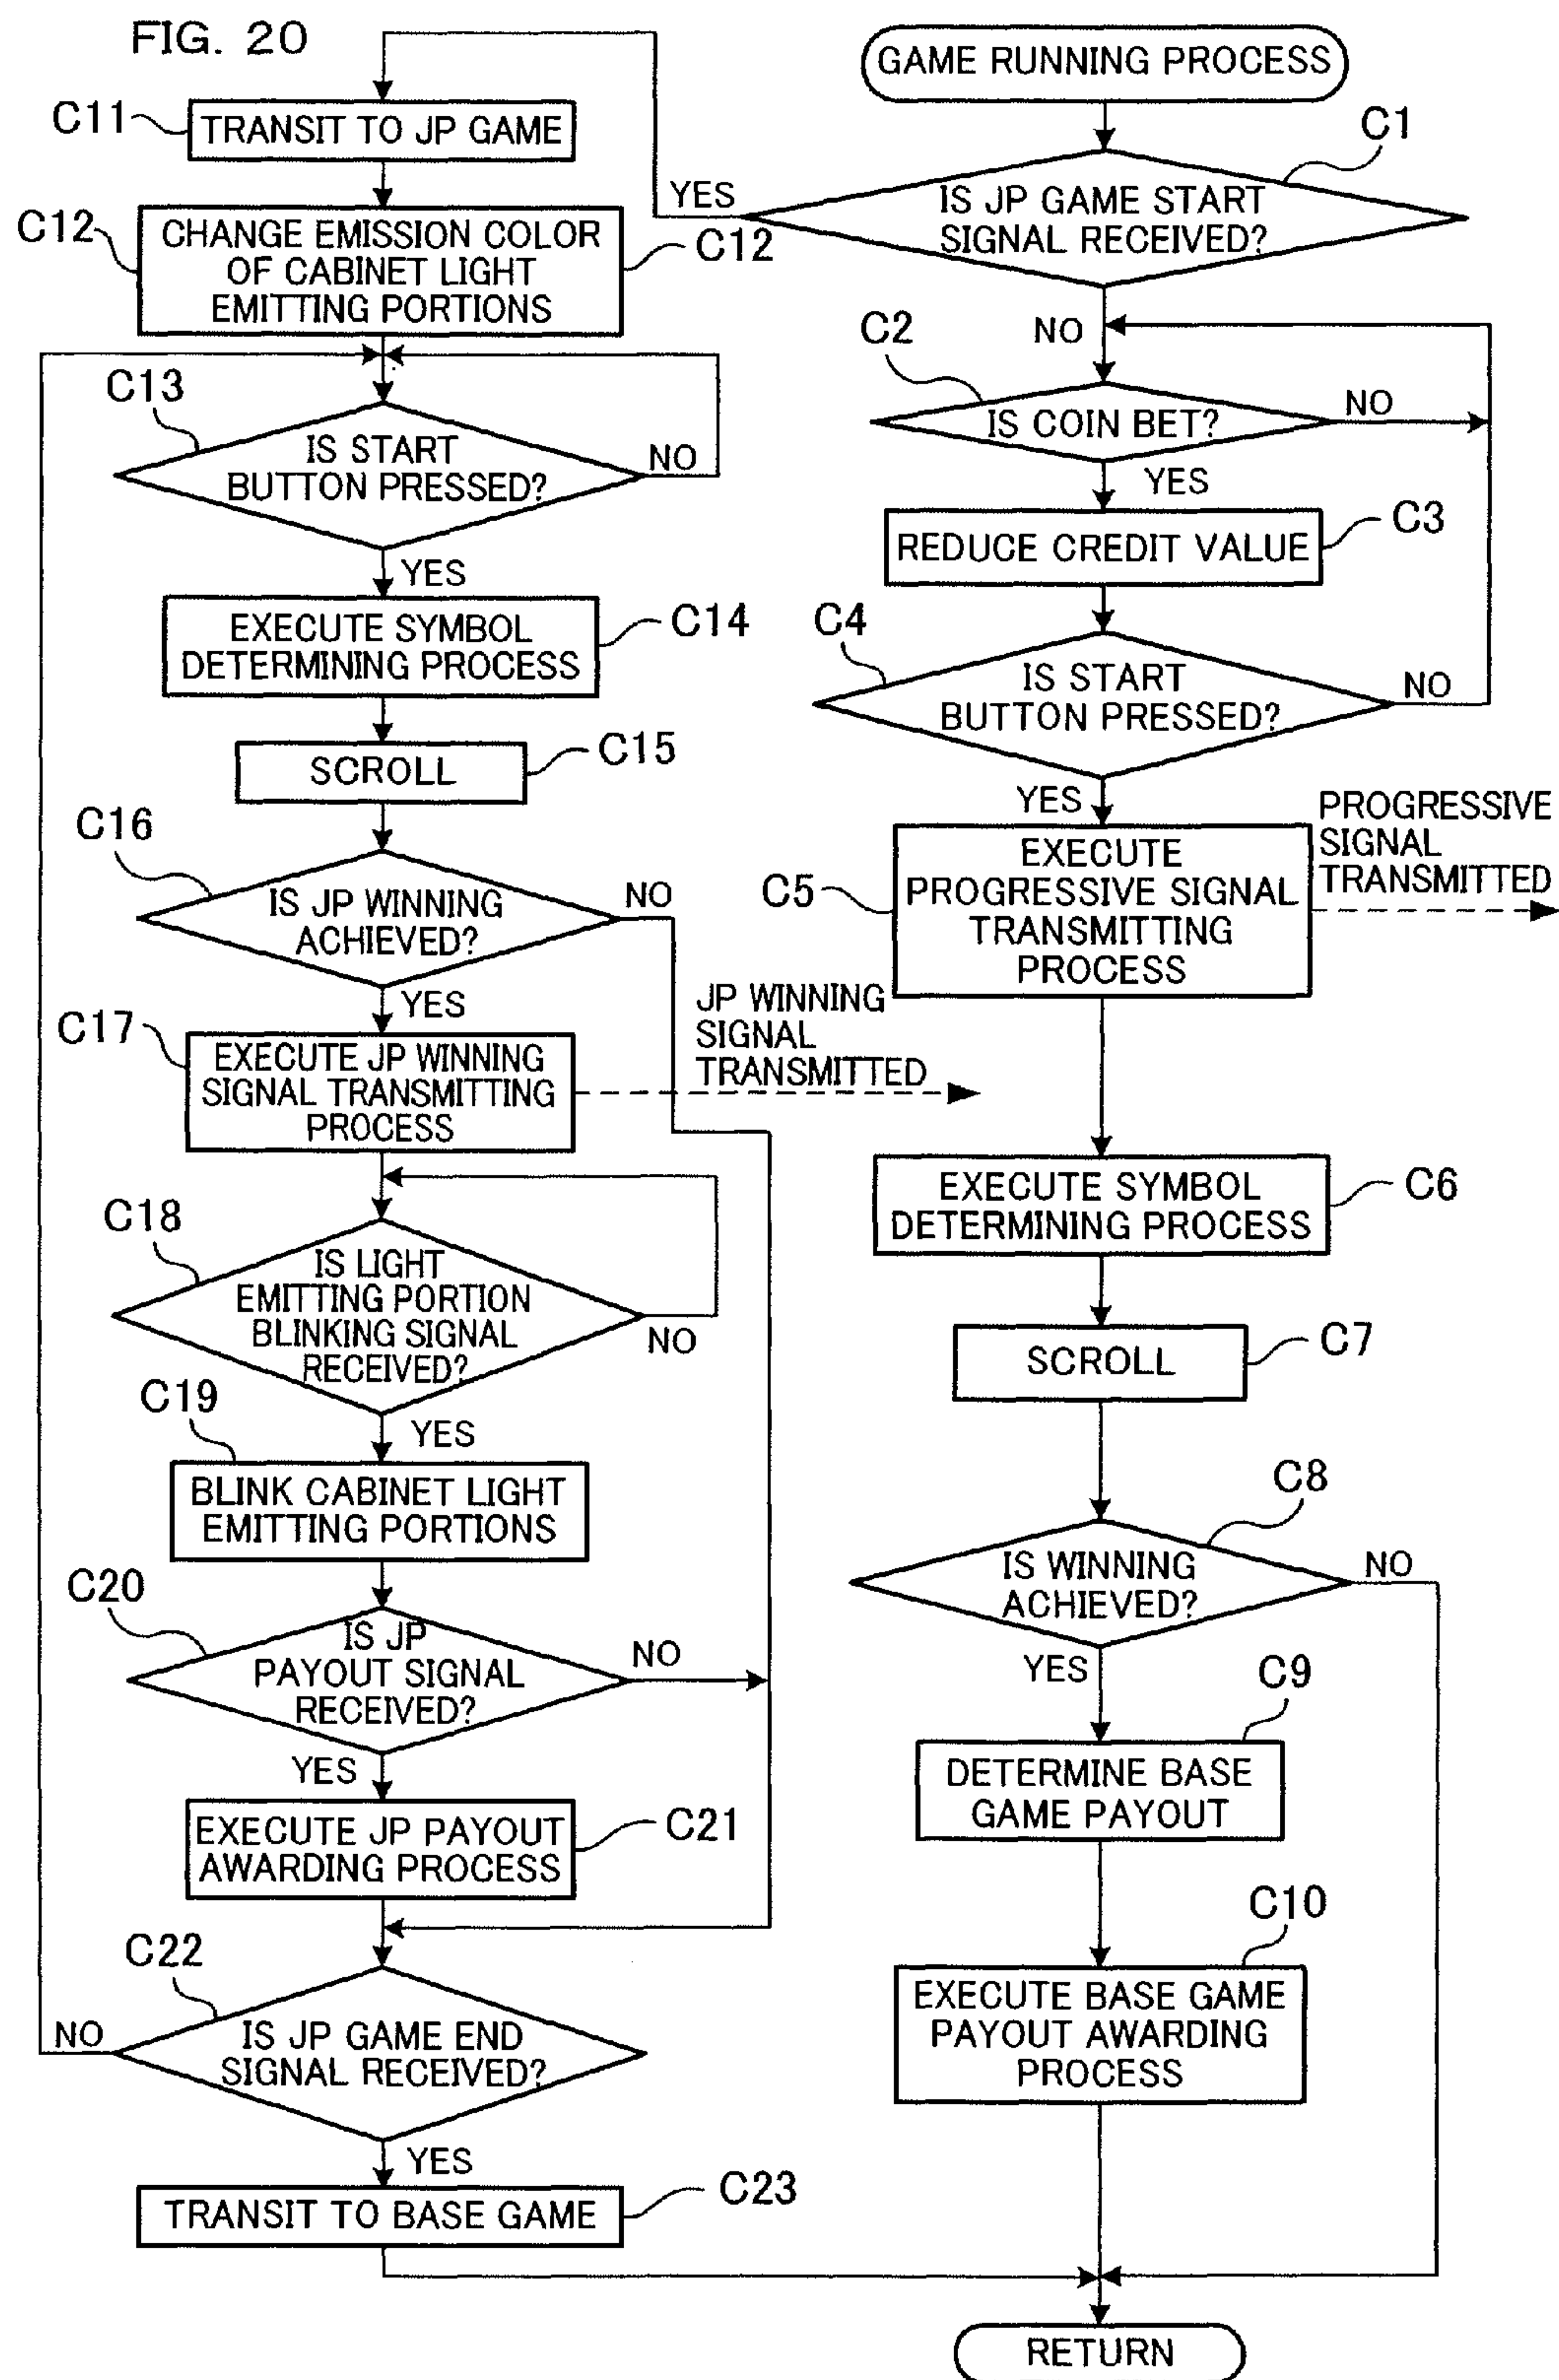 FIG. 20
GAME RUNNING PROCESS
C1
IS JP GAME START
SIGNAL RECEIVED?
YES
NO
C2
IS COIN BET?
NO
YES
REDUCE CREDIT VALUE
C3
C4
IS START
BUTTON PRESSED?
NO
YES
C5
EXECUTE
PROGRESSIVE SIGNAL
TRANSMITTING
PROCESS
PROGRESSIVE
SIGNAL
TRANSMITTED
EXECUTE SYMBOL
DETERMINING PROCESS
C6
SCROLL
C7
C8
IS WINNING
ACHIEVED?
NO
YES
C9
DETERMINE BASE
GAME PAYOUT
C10
EXECUTE BASE GAME
PAYOUT AWARDING
PROCESS
C11
TRANSIT TO JP GAME
C12
CHANGE EMISSION COLOR
OF CABINET LIGHT
EMITTING PORTIONS
C12
C13
IS START
BUTTON PRESSED?
NO
YES
EXECUTE SYMBOL
DETERMINING PROCESS
C14
SCROLL
C15
C16
IS JP WINNING
ACHIEVED?
NO
YES
C17
EXECUTE JP WINNING
SIGNAL TRANSMITTING
PROCESS
JP WINNING
SIGNAL
TRANSMITTED
C18
IS LIGHT
EMITTING PORTION
BLINKING SIGNAL
RECEIVED?
NO
YES
C19
BLINK CABINET LIGHT
EMITTING PORTIONS
C20
IS JP
PAYOUT SIGNAL
RECEIVED?
NO
YES
EXECUTE JP PAYOUT
AWARDING PROCESS
C21
C22
IS JP GAME END
SIGNAL RECEIVED?
NO
YES
TRANSIT TO BASE GAME
C23
RETURN